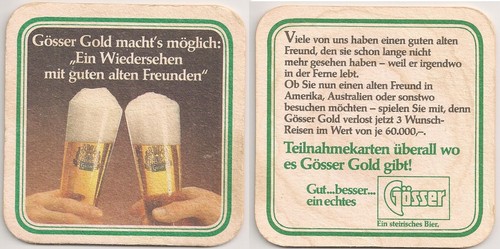 Gösser Gold macht's möglich:
„Ein Wiedersehen
mit guten alten Freunden“
Viele von uns haben einen guten alten
Freund, den sie schon lange nicht
mehr gesehen haben – weil er irgendwo
in der Ferne lebt.
Ob Sie nun einen alten Freund in
Amerika, Australien oder sonstwo
besuchen möchten – spielen Sie mit, denn
Gösser Gold verlost jetzt 3 Wunsch-
Reisen im Wert von je 60.000,–.
Teilnahmekarten überall wo
es Gösser Gold gibt!
Gut...besser...
ein echtes
Gösser
Ein steirisches Bier.